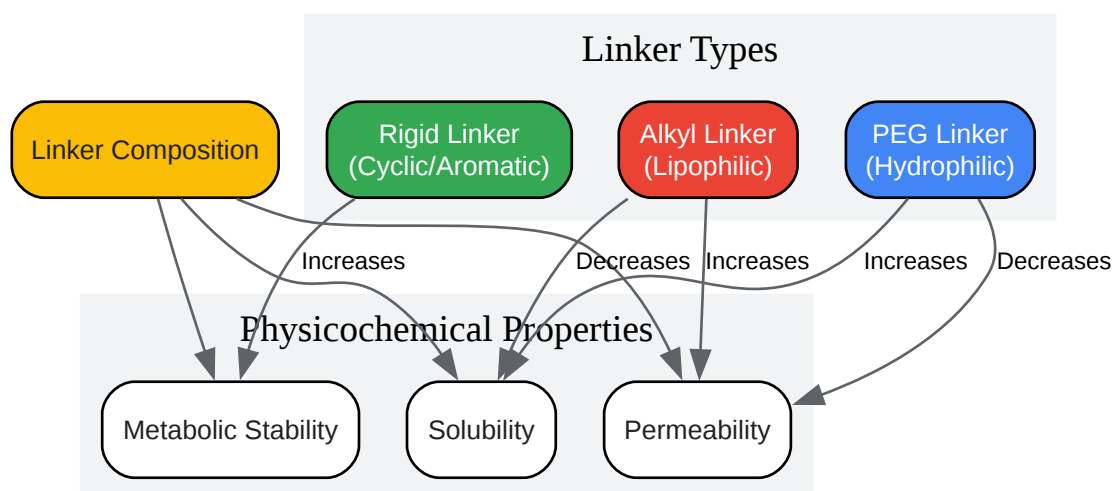 Linker Types
Linker Composition
Rigid Linker
(Cyclic/Aromatic)
Alkyl Linker
(Lipophilic)
PEG Linker
(Hydrophilic)
Increases
Decreases
Increases
Increases
Decreases
Physicochemical Properties
Metabolic Stability
Solubility
Permeability